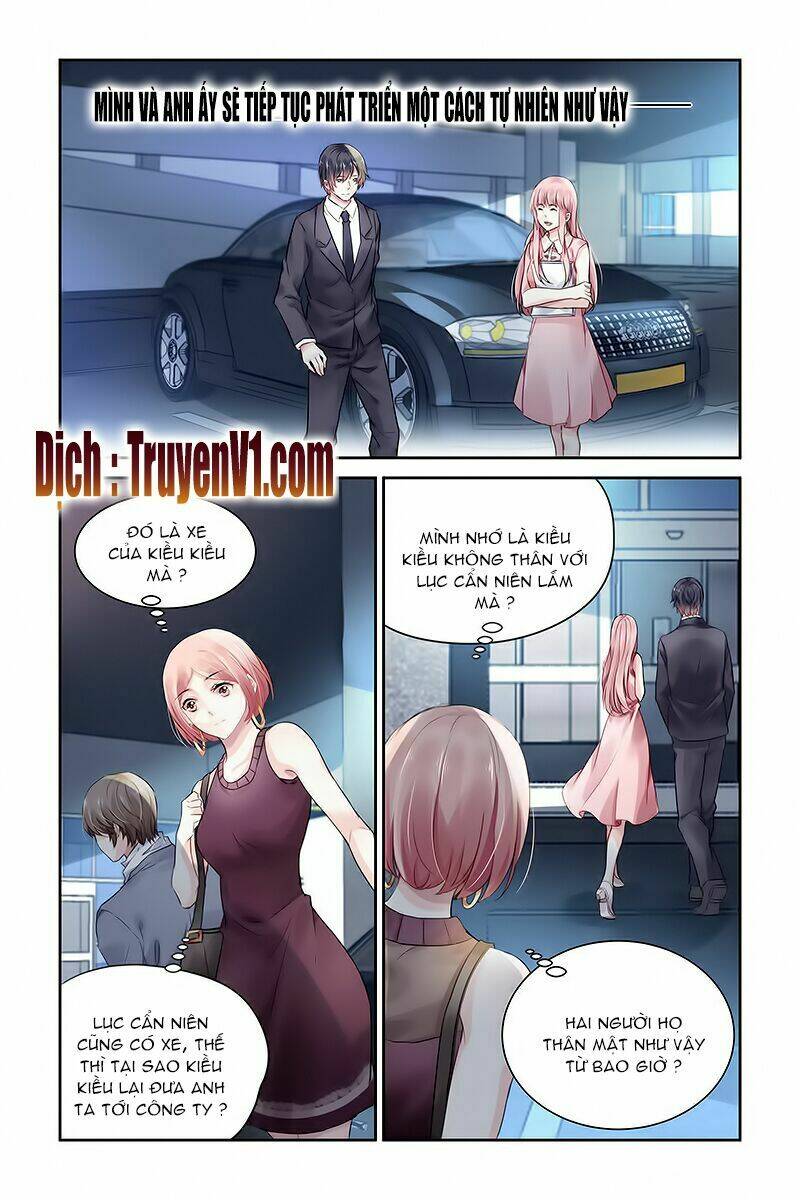 MÌNH VÀ ANH ẤY SẼ TIẾP TỤC PHÁT TRIỂN MỘT CÁCH TỰ NHIÊN NHƯ VẬY ——
Dịch : TruyenV1.com
ĐÓ LÀ XE
CỦA KIỀU KIỀU
MÀ ?
MÌNH NHỚ LÀ KIỀU
KIỀU KHÔNG THÂN VỚI
LỤC CẨN NIÊN LẮM
MÀ ?
LỤC CẨN NIÊN
CŨNG CÓ XE, THẾ
THÌ TẠI SAO KIỀU
KIỀU LẠI ĐƯA ANH
TA TỚI CÔNG TY ?
HAI NGƯỜI HỌ
THÂN MẬT NHƯ VẬY
TỪ BAO GIỜ ?